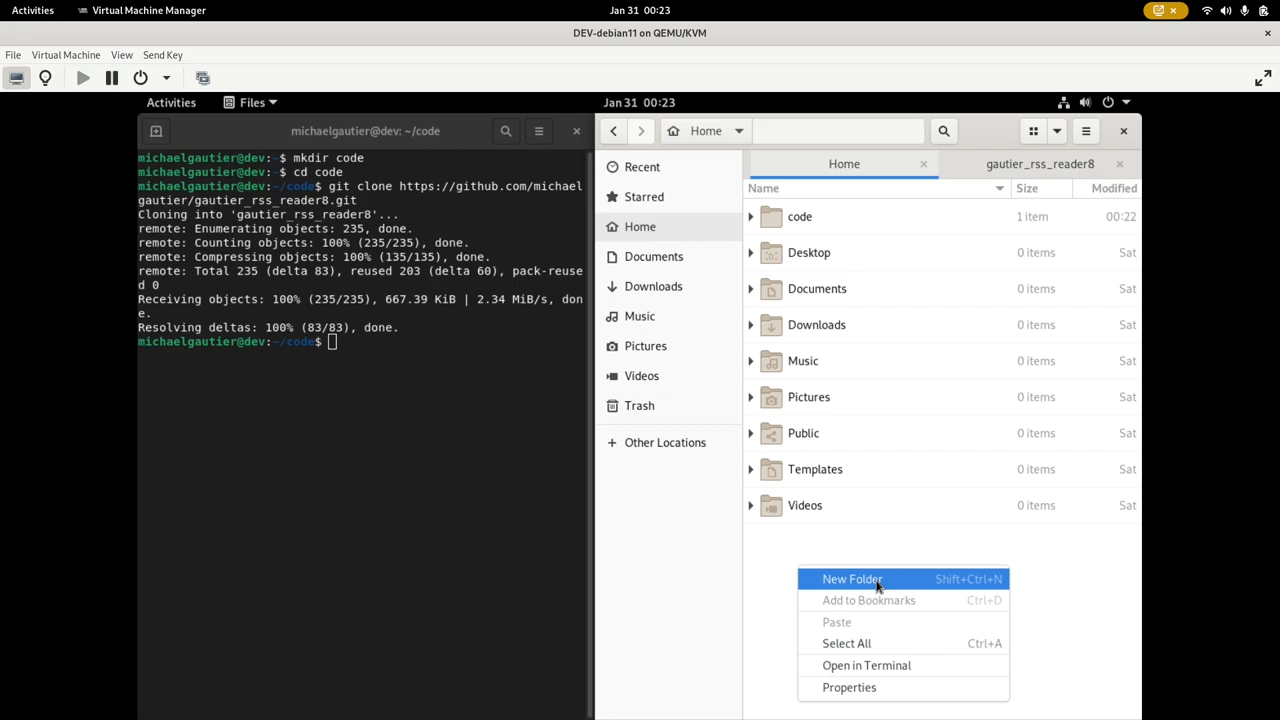 Activities Virtual Machine Manager Jan 31 00:23
DEV-debian11 on QEMU/KVM
File Virtual Machine View Send Key
Activities Files Jan 31 00:23
michaelgautier@dev: ~/code
michaelgautier@dev:~$ mkdir code
michaelgautier@dev:~$ cd code
michaelgautier@dev:~/code$ git clone https://github.com/michael
gautier/gautier_rss_reader8.git
Cloning into 'gautier_rss_reader8'...
remote: Enumerating objects: 235, done.
remote: Counting objects: 100% (235/235), done.
remote: Compressing objects: 100% (135/135), done.
remote: Total 235 (delta 83), reused 203 (delta 60), pack-reuse
d 0
Receiving objects: 100% (235/235), 667.39 KiB | 2.34 MiB/s, don
e.
Resolving deltas: 100% (83/83), done.
michaelgautier@dev:~/code$
Home
Recent
Starred
Home
Documents
Downloads
Music
Pictures
Videos
Trash
Other Locations
Home gautier_rss_reader8
Name Size Modified
code 1 item 00:22
Desktop 0 items Sat
Documents 0 items Sat
Downloads 0 items Sat
Music 0 items Sat
Pictures 0 items Sat
Public 0 items Sat
Templates 0 items Sat
Videos 0 items Sat
New Folder Shift+Ctrl+N
Add to Bookmarks Ctrl+D
Paste
Select All Ctrl+A
Open in Terminal
Properties